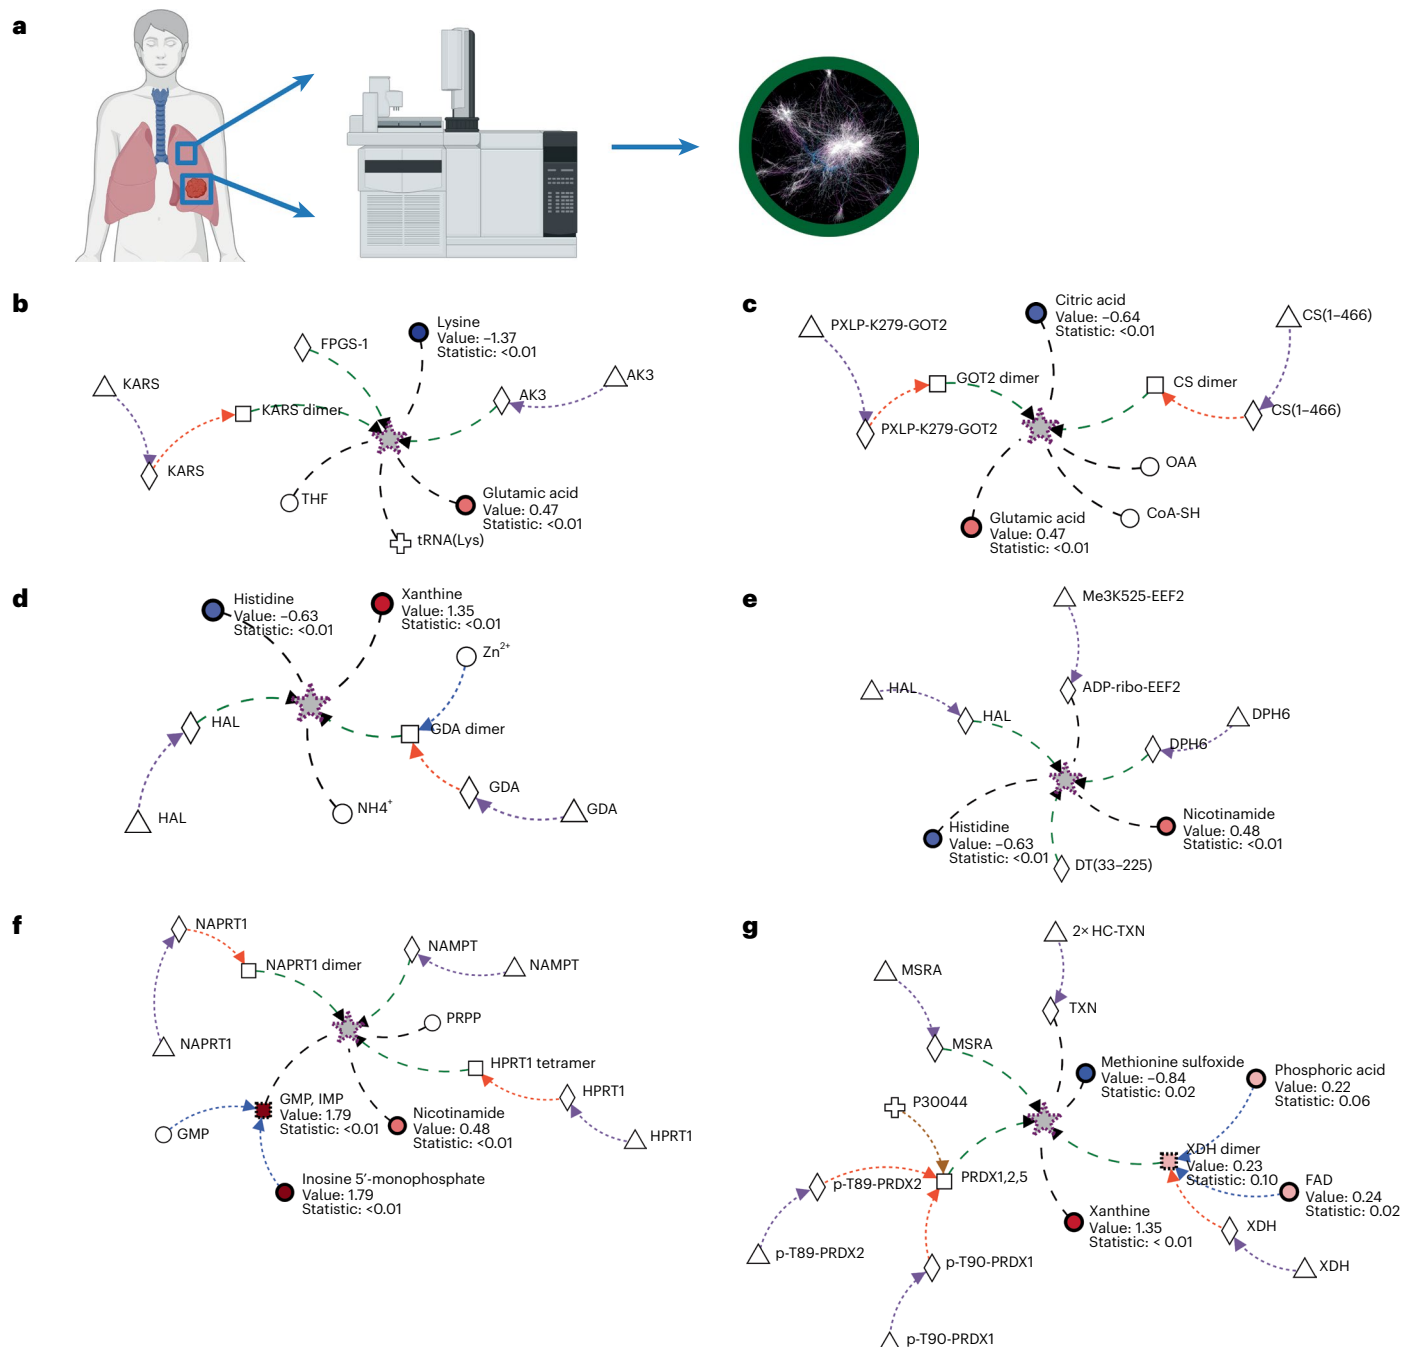 a
b
Lysine
Value: −1.37
Statistic: <0.01
FPGS-1
KARS
KARS dimer
AK3
AK3
KARS
THF
Glutamic acid
Value: 0.47
Statistic: <0.01
tRNA(Lys)
c
Citric acid
Value: −0.64
Statistic: <0.01
PXLP-K279-GOT2
CS(1–466)
GOT2 dimer
CS dimer
PXLP-K279-GOT2
CS(1–466)
OAA
CoA-SH
Glutamic acid
Value: 0.47
Statistic: <0.01
d
Histidine
Value: −0.63
Statistic: <0.01
Xanthine
Value: 1.35
Statistic: <0.01
Zn2+
HAL
GDA dimer
GDA
GDA
HAL
NH4+
e
Me3K525-EEF2
HAL
ADP-ribo-EEF2
HAL
DPH6
DPH6
Histidine
Value: −0.63
Statistic: <0.01
Nicotinamide
Value: 0.48
Statistic: <0.01
DT(33–225)
f
NAPRT1
NAMPT
NAPRT1 dimer
NAMPT
PRPP
NAPRT1
HPRT1 tetramer
HPRT1
HPRT1
GMP, IMP
Value: 1.79
Statistic: <0.01
GMP
Nicotinamide
Value: 0.48
Statistic: <0.01
Inosine 5′-monophosphate
Value: 1.79
Statistic: <0.01
g
2× HC-TXN
MSRA
TXN
MSRA
Methionine sulfoxide
Value: −0.84
Statistic: 0.02
Phosphoric acid
Value: 0.22
Statistic: 0.06
P30044
XDH dimer
Value: 0.23
Statistic: 0.10
p-T89-PRDX2
PRDX1,2,5
FAD
Value: 0.24
Statistic: 0.02
Xanthine
Value: 1.35
Statistic: < 0.01
XDH
XDH
p-T89-PRDX2
p-T90-PRDX1
p-T90-PRDX1